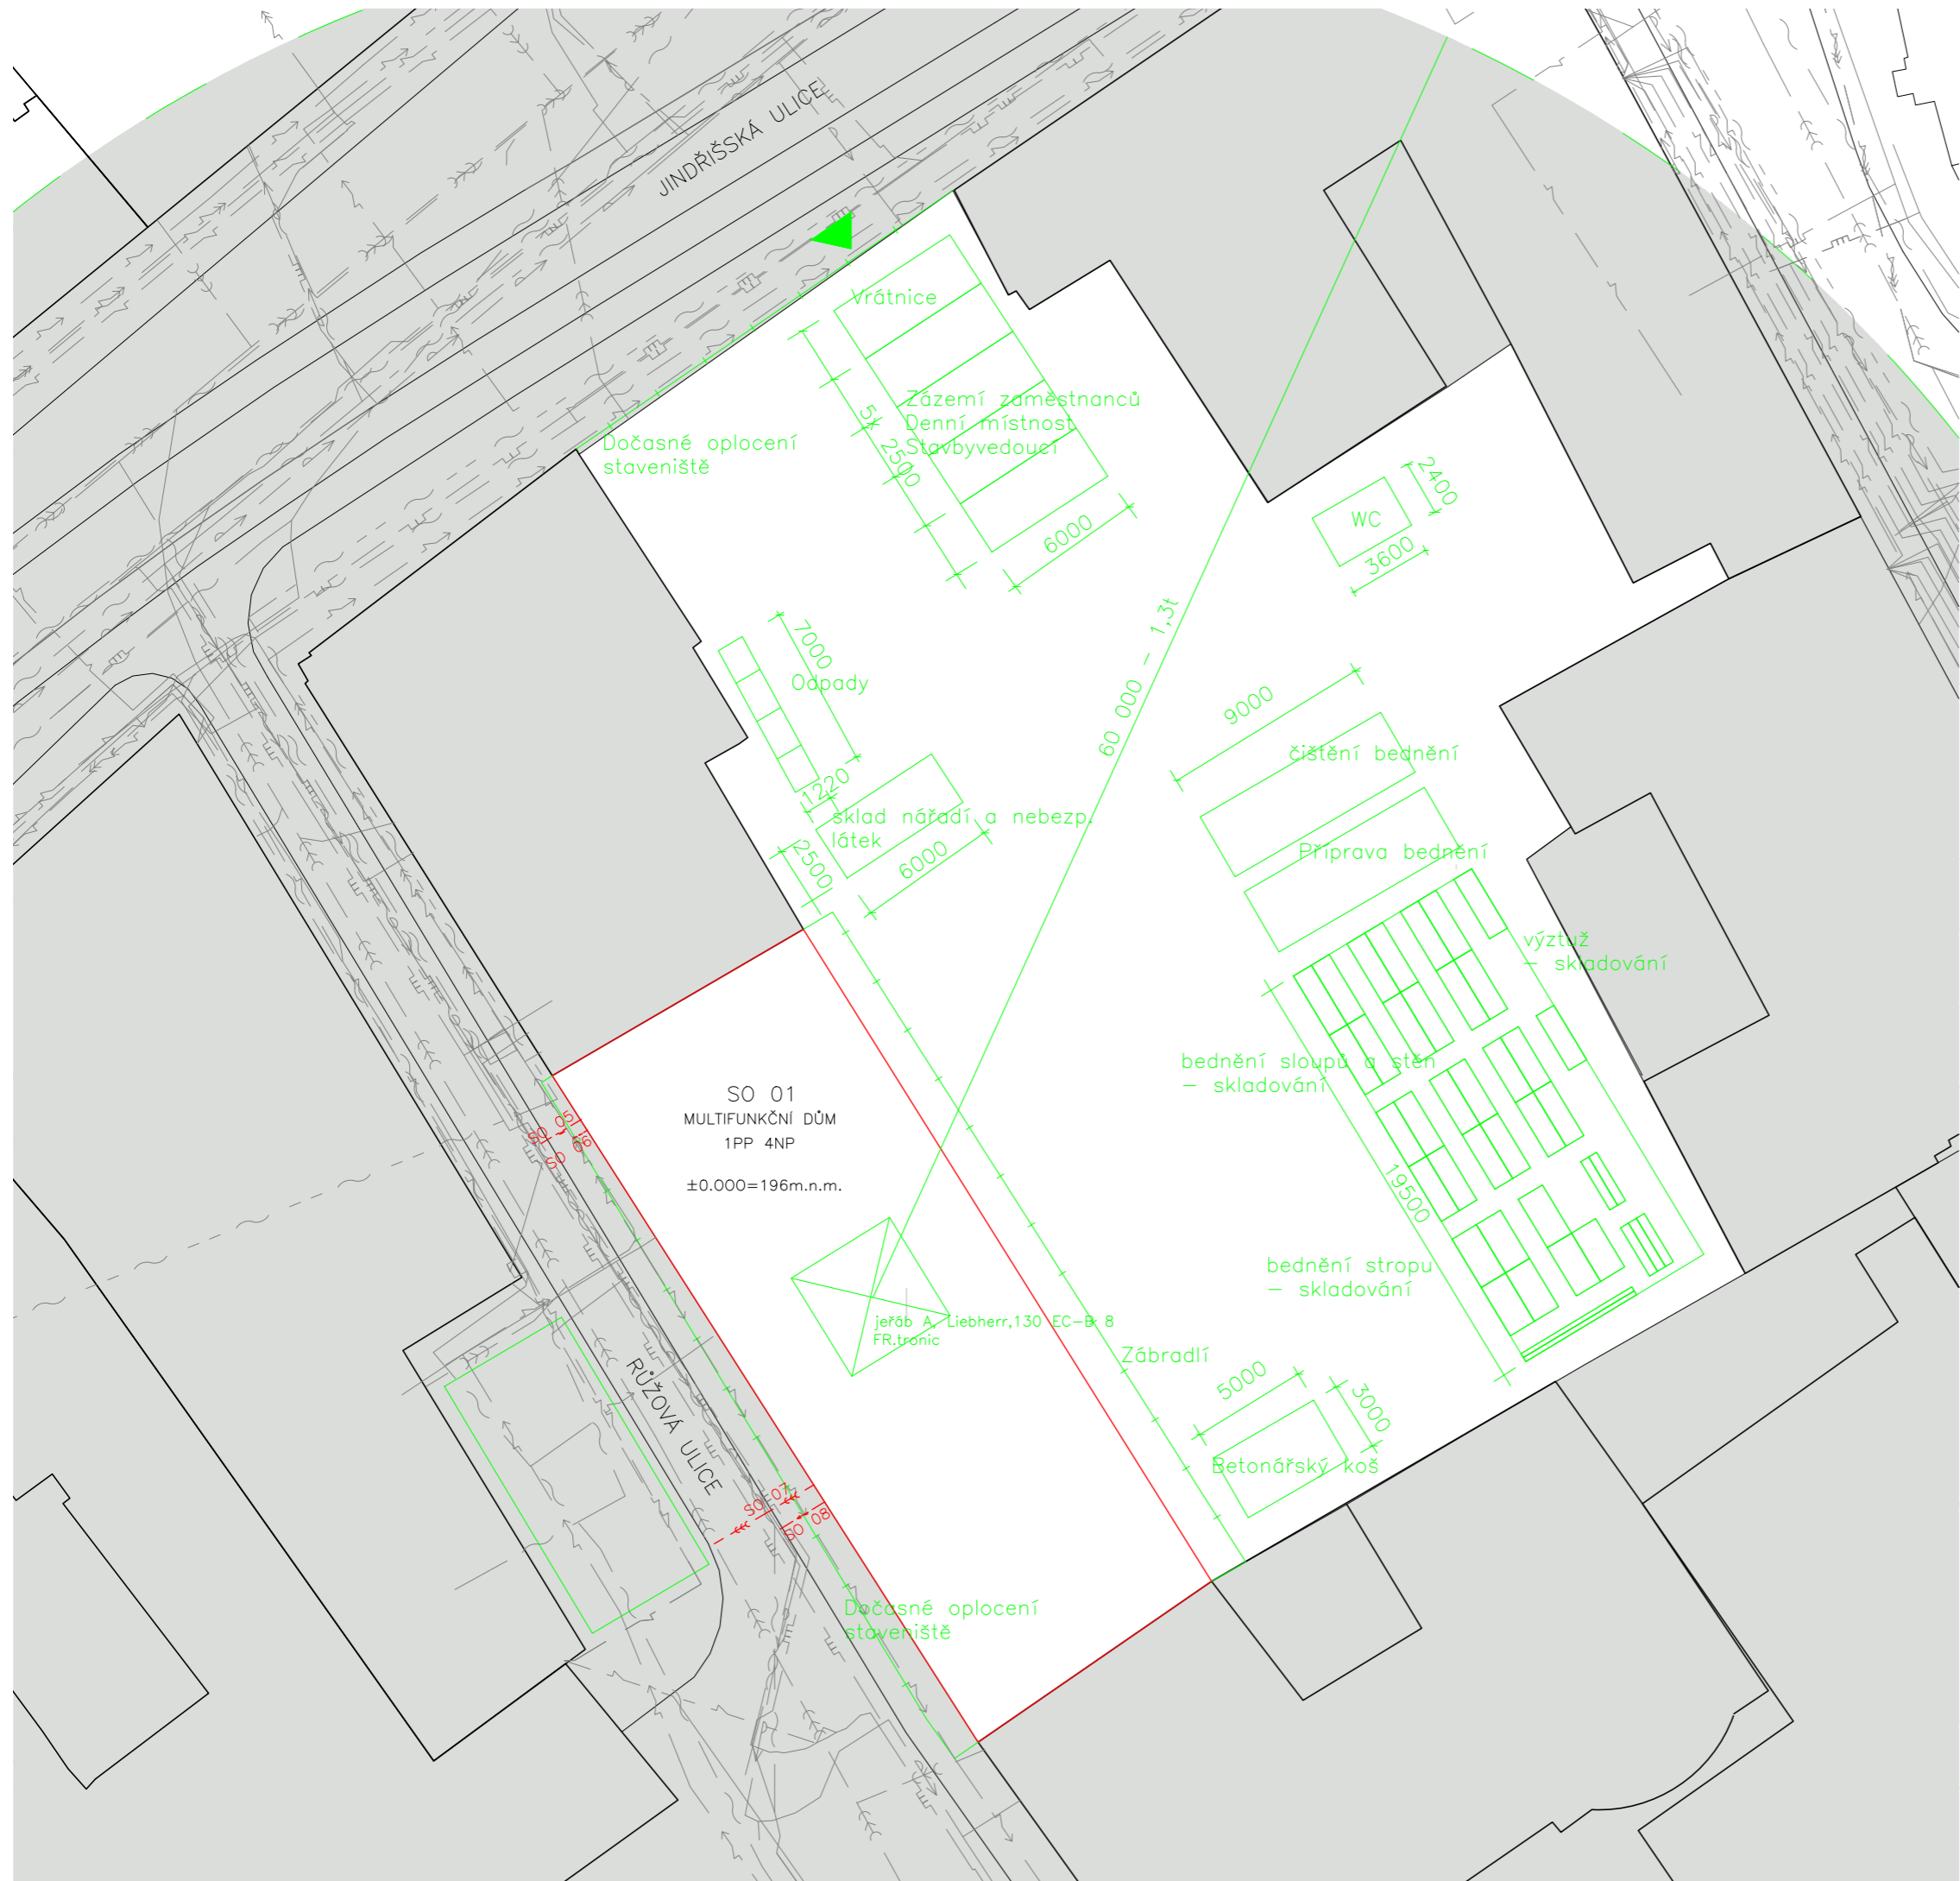 JINDŘIŠSKÁ ULICE
Vrátnice
Zázemí zaměstnanců
Denní místnost
Stavbyvedoucí
5x 2500
6000
Dočasné oplocení
staveniště
WC
2400
3600
60 000 – 1,3t
7000
Odpady
1220
sklad nářadí a nebezp.
látek
2500
6000
9000
čištění bednění
Příprava bednění
výztuž
– skladování
bednění sloupů a stěn
– skladování
19500
bednění stropu
– skladování
SO 01
MULTIFUNKČNÍ DŮM
1PP 4NP
±0.000=196m.n.m.
SO 05
SO 06
jeřáb A, Liebherr,130 EC-B 8
FR.tronic
Zábradlí
5000
3000
Betonářský koš
RŮŽOVÁ ULICE
SO 07
SO 08
Dočasné oplocení
staveniště